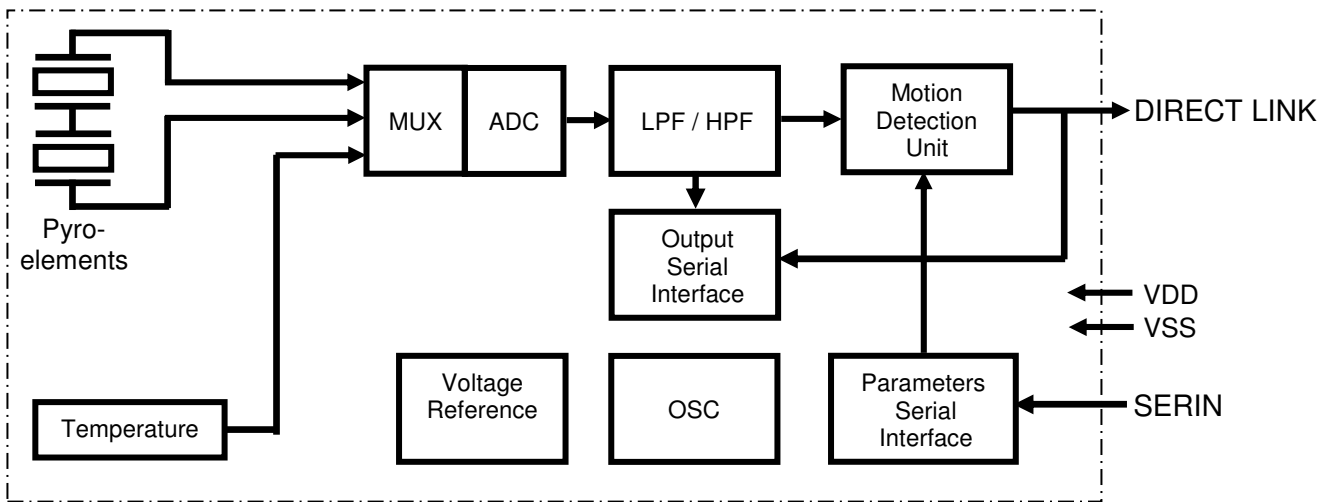 Pyro-
elements
MUX
ADC
LPF / HPF
Motion
Detection
Unit
DIRECT LINK
Output
Serial
Interface
VDD
VSS
Temperature
Voltage
Reference
OSC
Parameters
Serial
Interface
SERIN